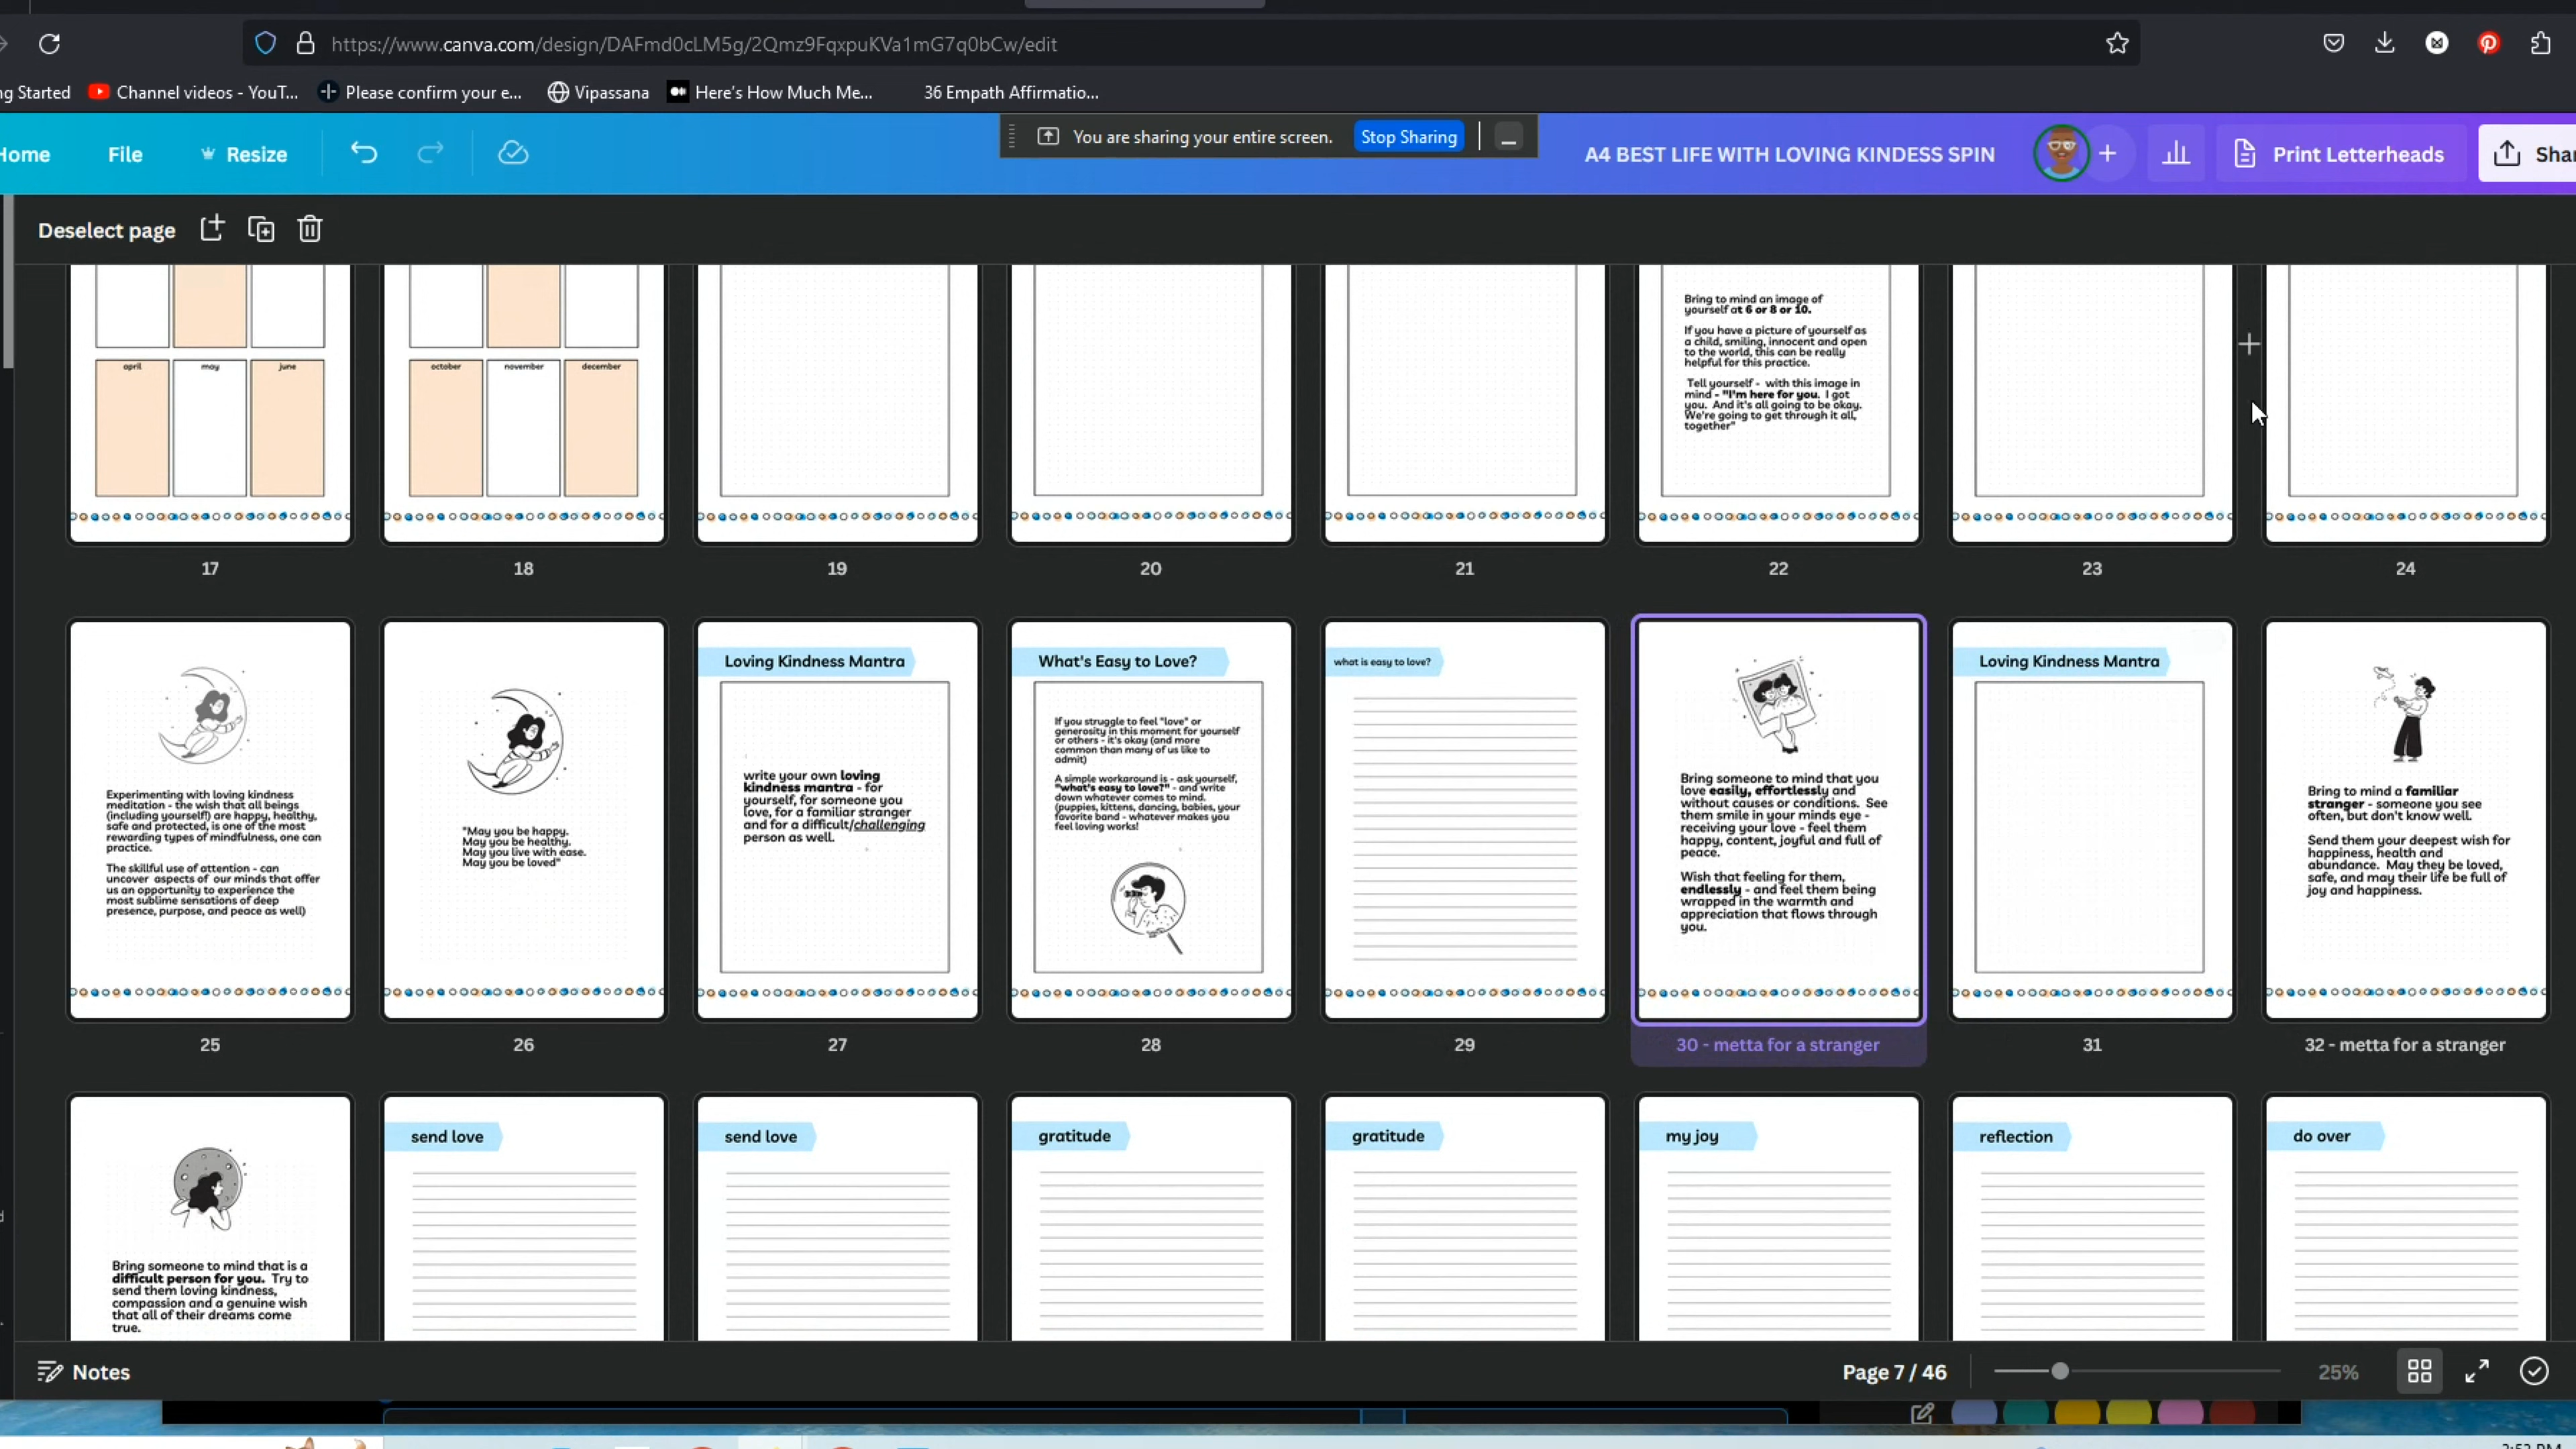 https://www.canva.com/design/DAFmd0cLM5g/2Qmz9FqxpuKVa1mG7q0bCw/edit
ng Started
Channel videos - YouT...
Please confirm your e...
Vipassana
Here's How Much Me...
36 Empath Affirmatio...
You are sharing your entire screen.
Stop Sharing
Home
File
Resize
A4 BEST LIFE WITH LOVING KINDESS SPIN
Print Letterheads
Shar
Deselect page
april
may
june
october
november
december
Bring to mind an image of
yourself at 6 or 8 or 10.
If you have a picture of yourself as
a child, smiling, innocent and open
to the world, this can be really
helpful for this practice.
Tell yourself - with this image in
mind - "I'm here for you. I got
you. And it's all going to be okay.
We're going to get through it all,
together"
17
18
19
20
21
22
23
24
Experimenting with loving kindness
meditation - the wish that all beings
(including yourself!) are happy, healthy,
safe and protected, is one of the most
rewarding types of mindfulness, one can
practice.
The skillful use of attention - can
uncover aspects of our minds that offer
us an opportunity to experience the
most sublime sensations of deep
presence, purpose, and peace as well)
"May you be happy.
May you be healthy.
May you live with ease.
May you be loved"
Loving Kindness Mantra
write your own loving
kindness mantra - for
yourself, for someone you
love, for a familiar stranger
and for a difficult/challenging
person as well.
What's Easy to Love?
If you struggle to feel "love" or
generosity in this moment for yourself
or others - it's okay (and more
common than many of us like to
admit)
A simple workaround is - ask yourself,
"what's easy to love?" - and write
down whatever comes to mind.
(puppies, kittens, dancing, babies, your
favorite band - whatever makes you
feel loving works!
what is easy to love?
Bring someone to mind that you
love easily, effortlessly and
without causes or conditions. See
them smile in your minds eye -
receiving your love - feel them
happy, content, joyful and full of
peace.
Wish that feeling for them,
endlessly - and feel them being
wrapped in the warmth and
appreciation that flows through
you.
Loving Kindness Mantra
Bring to mind a familiar
stranger - someone you see
often, but don't know well.
Send them your deepest wish for
happiness, health and
abundance. May they be loved,
safe, and may their life be full of
joy and happiness.
25
26
27
28
29
30 - metta for a stranger
31
32 - metta for a stranger
Bring someone to mind that is a
difficult person for you. Try to
send them loving kindness,
compassion and a genuine wish
that all of their dreams come
true.
send love
send love
gratitude
gratitude
my joy
reflection
do over
Notes
Page 7 / 46
25%